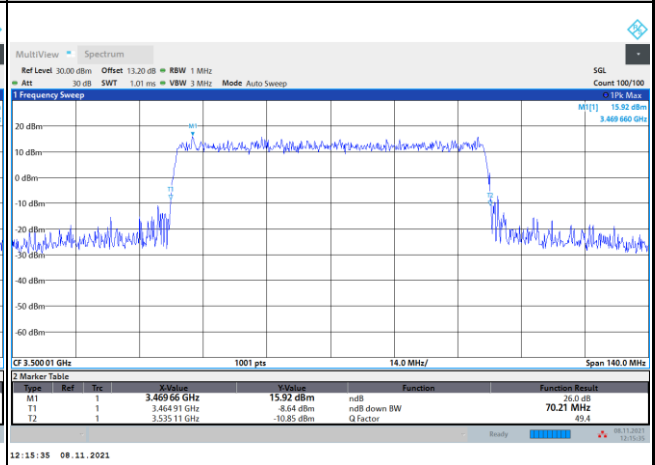 MultiView Spectrum
Ref Level 30.00 dBm Offset 13.20 dB RBW 1 MHz SGL
Att 30 dB SWT 1.01 ms VBW 3 MHz Mode Auto Sweep Count 100/100
1 Frequency Sweep 1Pk Max
M1[1] 15.92 dBm
3.469 660 GHz
20 dBm
M1
10 dBm
0 dBm
T1
T2
-10 dBm
-20 dBm
-30 dBm
-40 dBm
-50 dBm
-60 dBm
CF 3.500 01 GHz 1001 pts 14.0 MHz/ Span 140.0 MHz
2 Marker Table
Type Ref Trc X-Value Y-Value Function Function Result
M1 1 3.469 66 GHz 15.92 dBm ndB 26.0 dB
T1 1 3.464 91 GHz -8.64 dBm ndB down BW 70.21 MHz
T2 1 3.535 11 GHz -10.85 dBm Q Factor 49.4
Ready 08.11.2021
12:15:35
12:15:35 08.11.2021